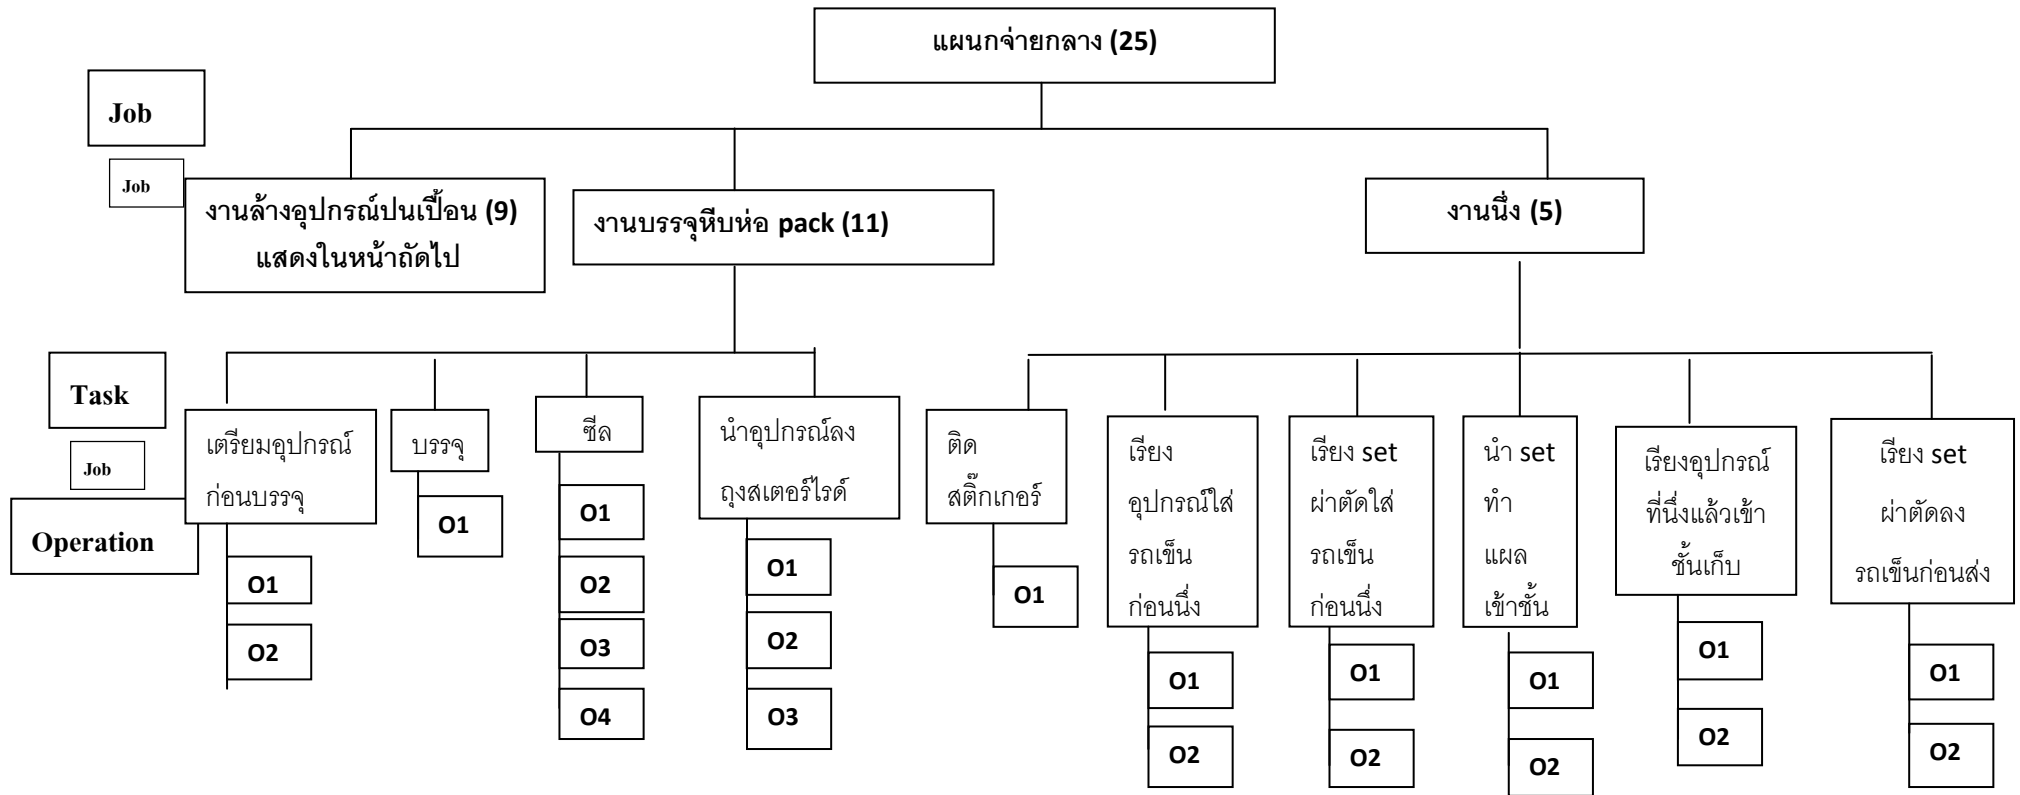 แผนกจ่ายกลาง (25)
Job
Job
งานล้างอุปกรณ์ปนเปื้อน (9)
แสดงในหน้าถัดไป
งานบรรจุหีบห่อ pack (11)
งานนึ่ง (5)
Task
Job
Operation
เตรียมอุปกรณ์
ก่อนบรรจุ
O1
O2
บรรจุ
O1
ซีล
O1
O2
O3
O4
นำอุปกรณ์ลง
ถุงสเตอร์ไรด์
O1
O2
O3
ติด
สติ๊กเกอร์
O1
เรียง
อุปกรณ์ใส่
รถเข็น
ก่อนนึ่ง
O1
O2
เรียง set
ผ่าตัดใส่
รถเข็น
ก่อนนึ่ง
O1
O2
นำ set
ทำ
แผล
เข้าชั้น
O1
O2
เรียงอุปกรณ์
ที่นึ่งแล้วเข้า
ชั้นเก็บ
O1
O2
เรียง set
ผ่าตัดลง
รถเข็นก่อนส่ง
O1
O2